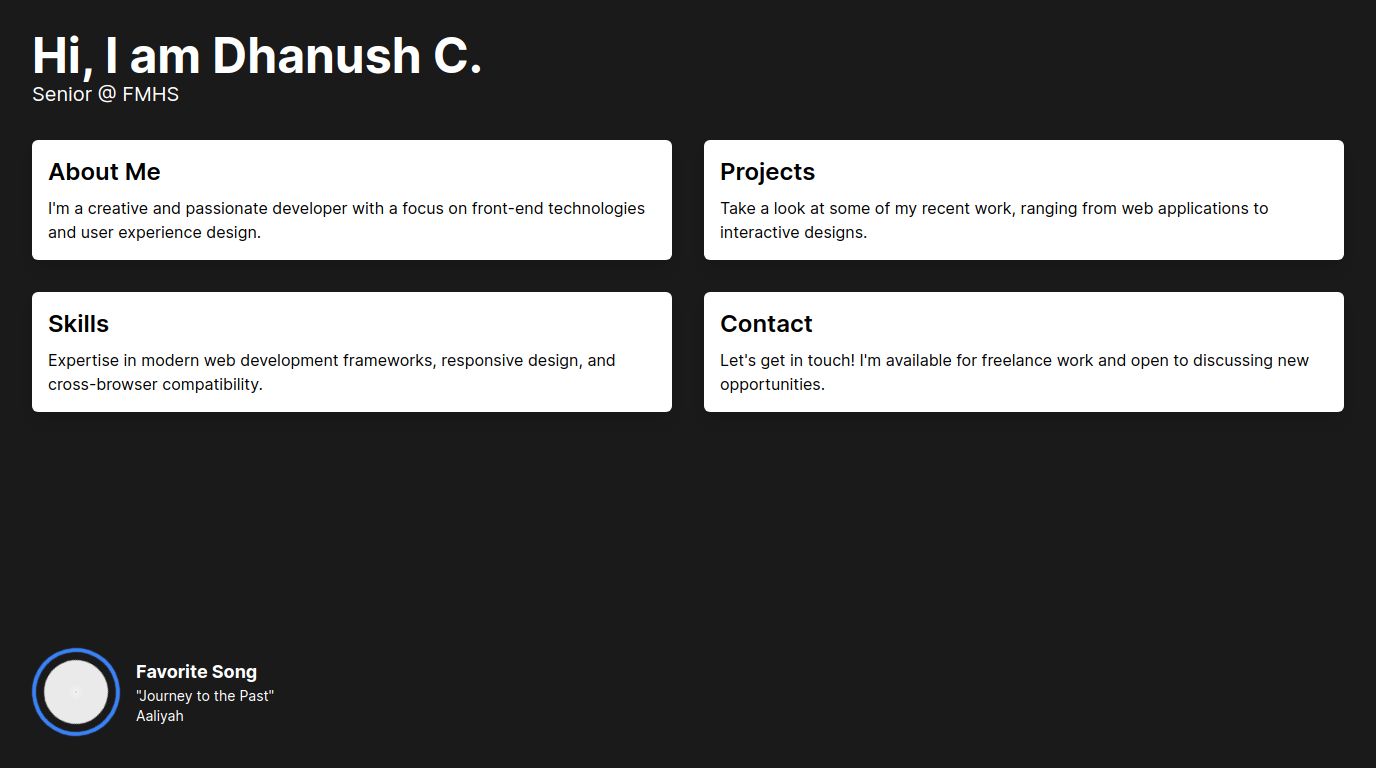 Hi, I am Dhanush C.
Senior @ FMHS
About Me
I'm a creative and passionate developer with a focus on front-end technologies
and user experience design.
Projects
Take a look at some of my recent work, ranging from web applications to
interactive designs.
Skills
Expertise in modern web development frameworks, responsive design, and
cross-browser compatibility.
Contact
Let's get in touch! I'm available for freelance work and open to discussing new
opportunities.
Favorite Song
"Journey to the Past"
Aaliyah